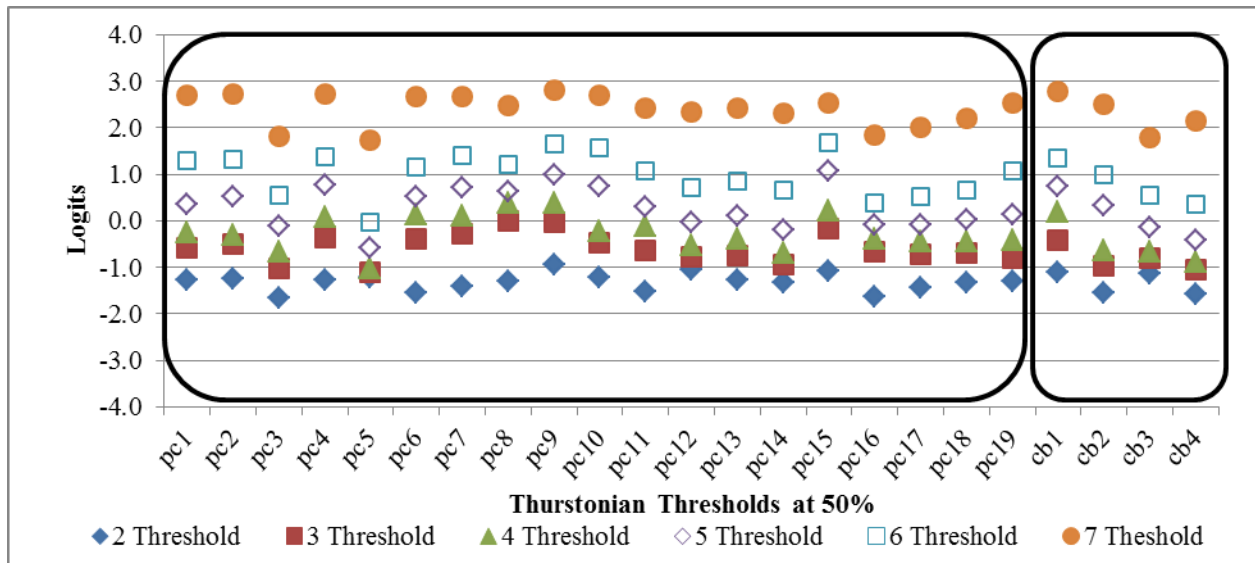 4.0
3.0
2.0
1.0
0.0
-1.0
-2.0
-3.0
-4.0
Logits
pc1 pc2 pc3 pc4 pc5 pc6 pc7 pc8 pc9 pc10 pc11 pc12 pc13 pc14 pc15 pc16 pc17 pc18 pc19 cb1 cb2 cb3 cb4
Thurstonian Thresholds at 50%
2 Threshold 3 Threshold 4 Threshold 5 Threshold 6 Threshold 7 Theshold